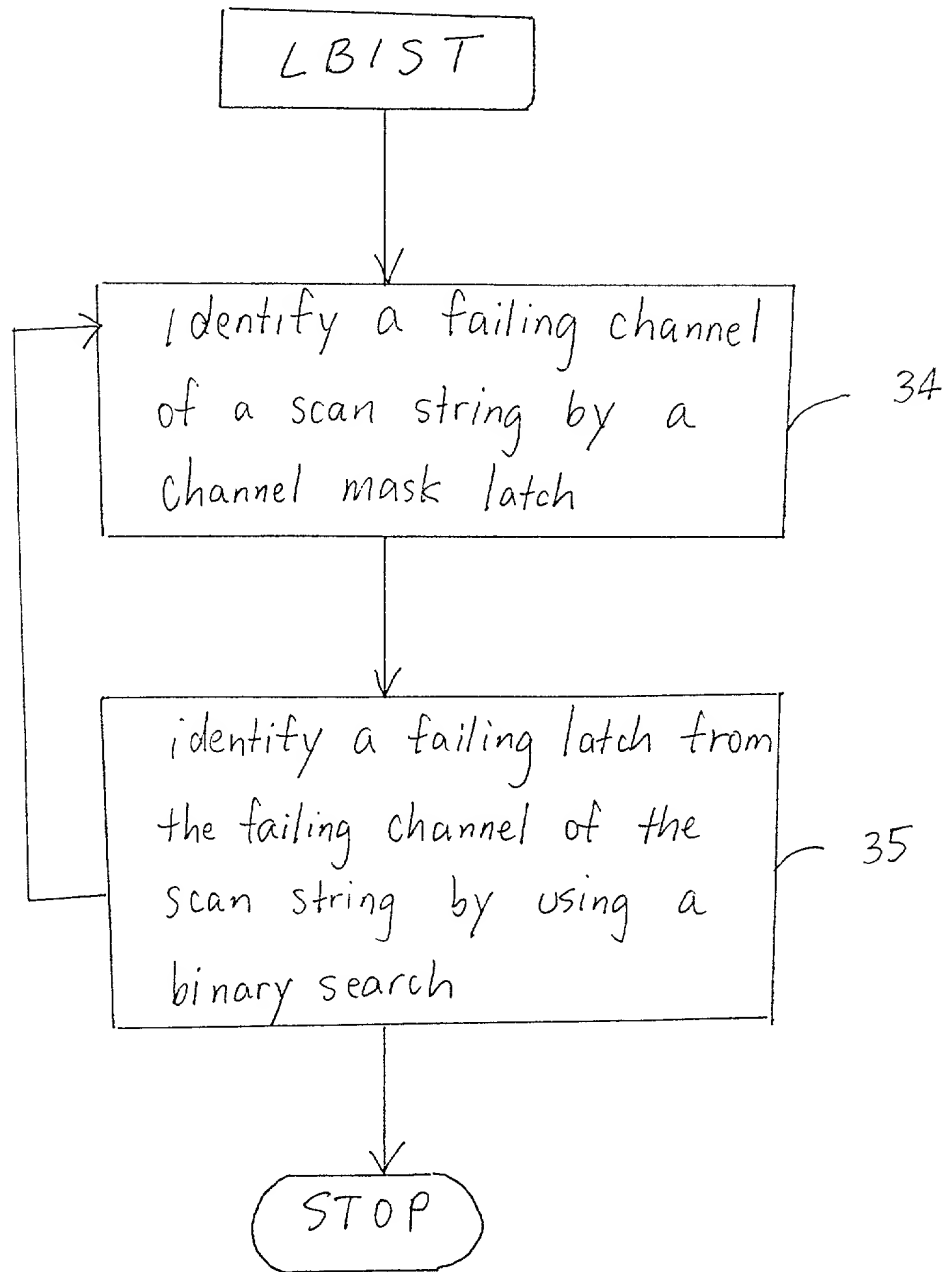 LBIST
Identify a failing channel
of a scan string by a
channel mask latch
34
identify a failing latch from
the failing channel of the
scan string by using a
binary search
35
STOP